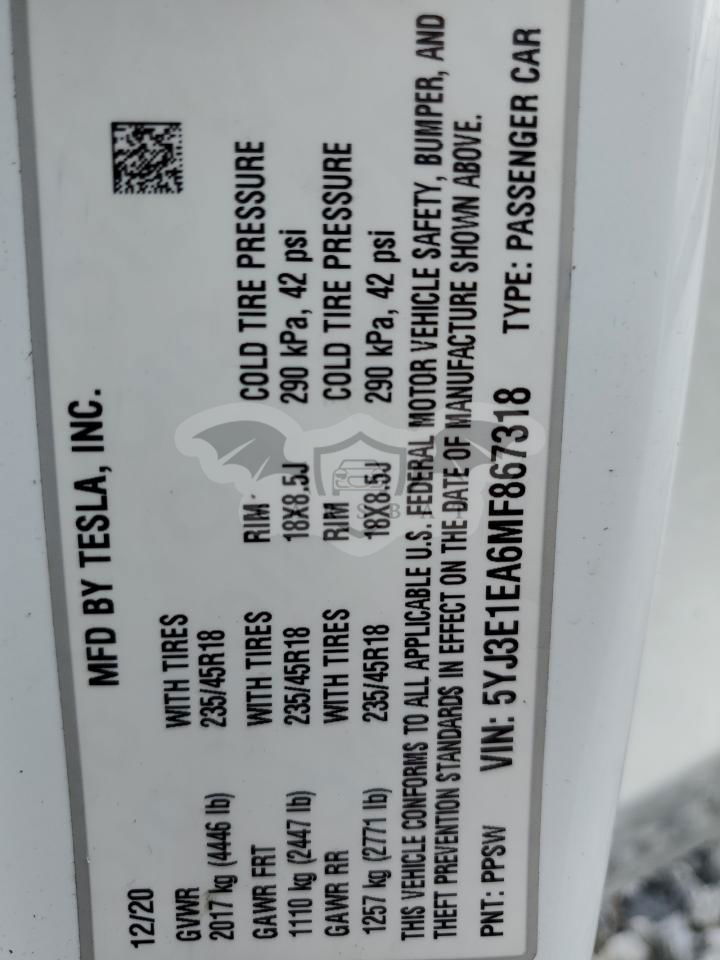 MFD BY TESLA, INC.
12/20
GVWR WITH TIRES
2017 kg (4446 lb) 235/45R18
GAWR FRT WITH TIRES RIM COLD TIRE PRESSURE
1110 kg (2447 lb) 235/45R18 18X8.5J 290 kPa, 42 psi
GAWR RR WITH TIRES RIM COLD TIRE PRESSURE
1257 kg (2771 lb) 235/45R18 18X8.5J 290 kPa, 42 psi
THIS VEHICLE CONFORMS TO ALL APPLICABLE U.S. FEDERAL MOTOR VEHICLE SAFETY, BUMPER, AND
THEFT PREVENTION STANDARDS IN EFFECT ON THE DATE OF MANUFACTURE SHOWN ABOVE.
PNT: PPSW VIN: 5YJ3E1EA6MF867318 TYPE: PASSENGER CAR